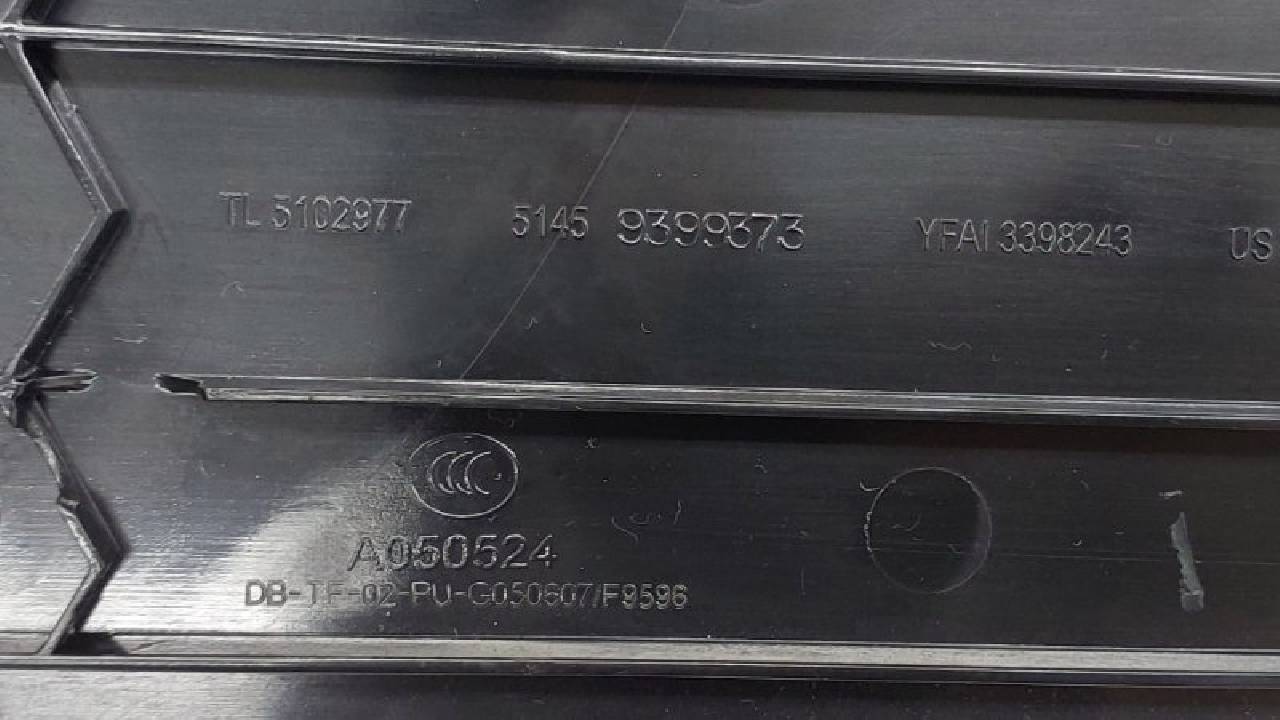 TL 5102977 5145 9399373 YFAI 3398243 US
CCC
A050524
DB-TF-02-PU-G050607/F9596